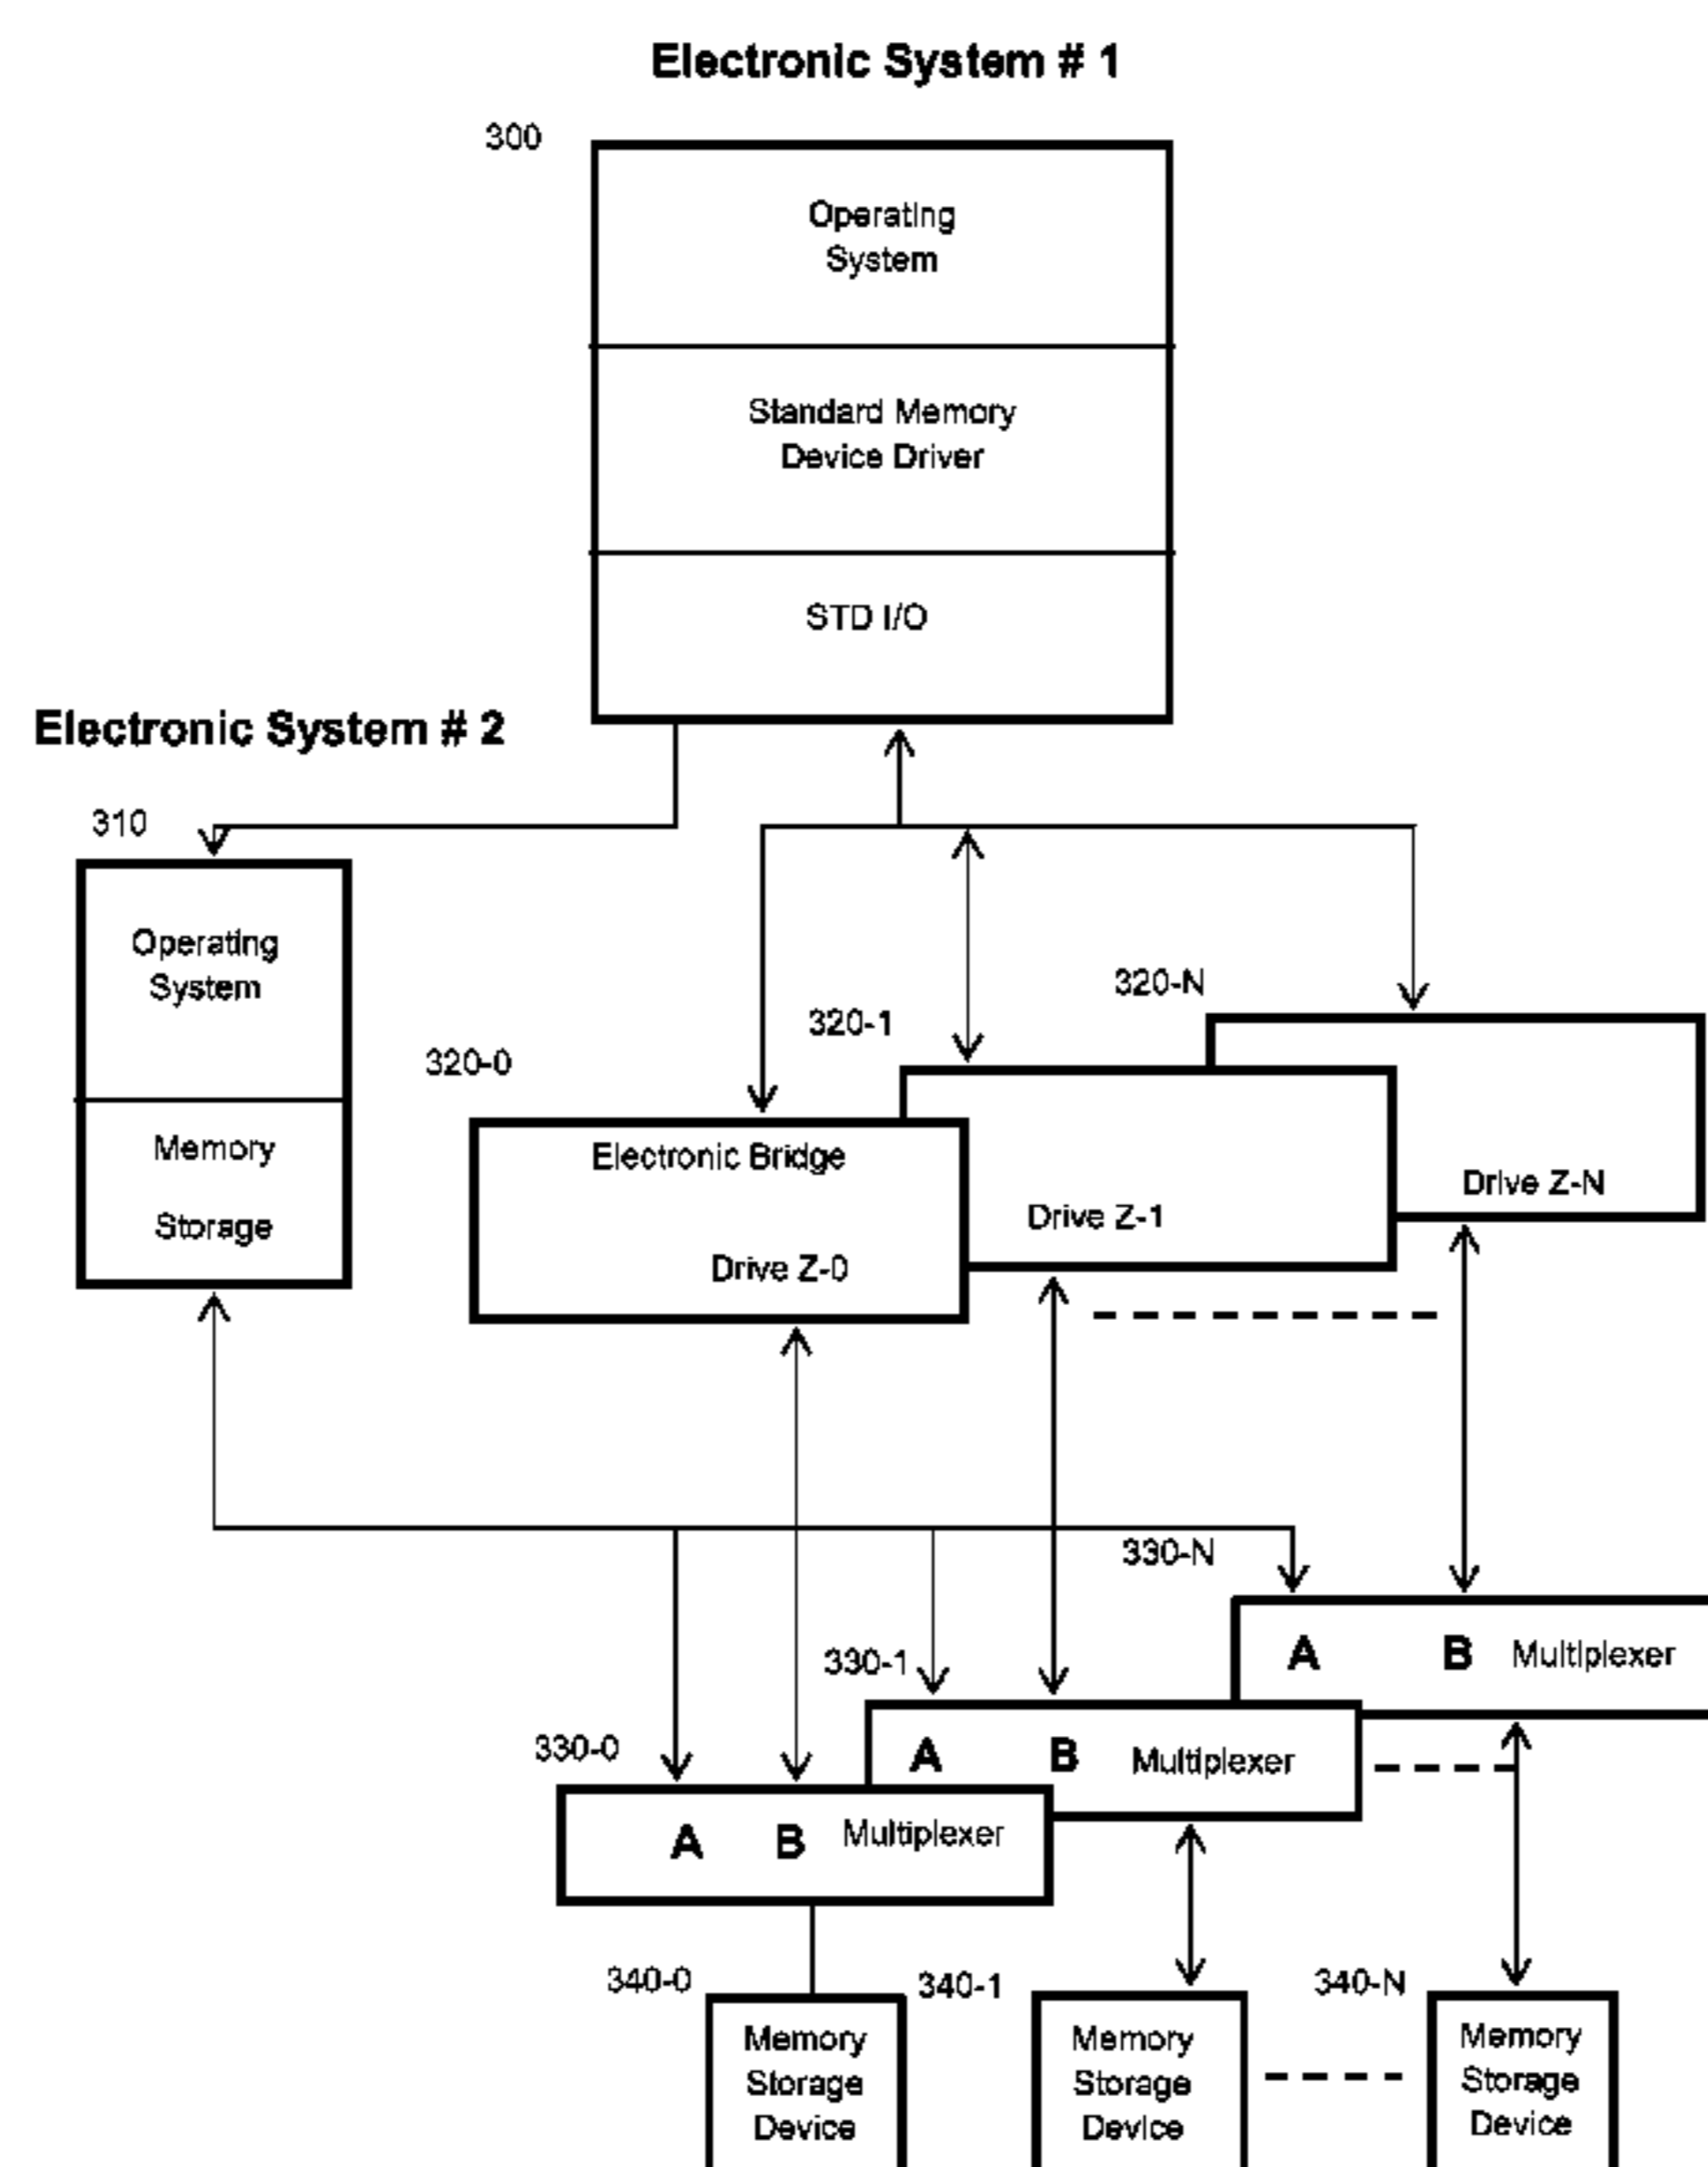 Electronic System # 1
300
Operating
System
Standard Memory
Device Driver
STD I/O
Electronic System # 2
310
Operating
System
Memory
Storage
320-N
320-1
320-0
Electronic Bridge
Drive Z-0
Drive Z-1
Drive Z-N
330-N
A B Multiplexer
330-1
A B Multiplexer
330-0
A B Multiplexer
340-0
Memory
Storage
Device
340-1
Memory
Storage
Device
340-N
Memory
Storage
Device